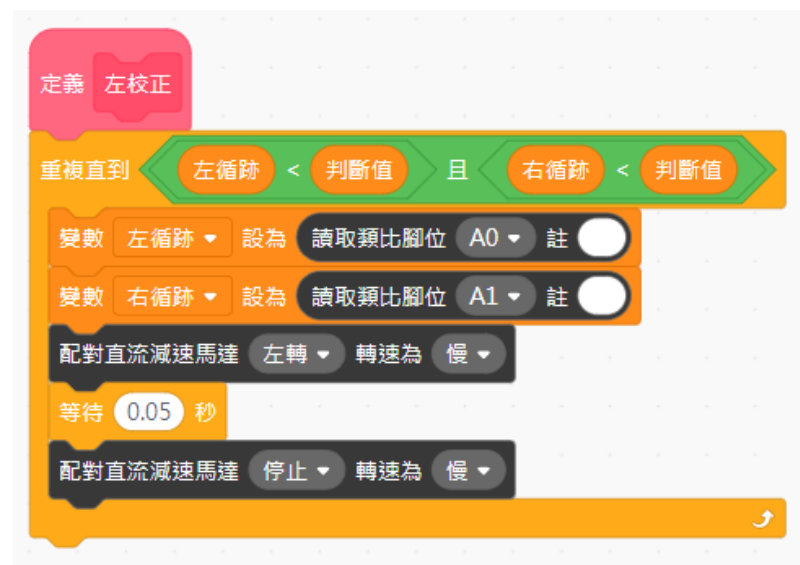 定義 左校正
重複直到 左循跡 < 判斷值 且 右循跡 < 判斷值
變數 左循跡 設為 讀取類比腳位 A0 註
變數 右循跡 設為 讀取類比腳位 A1 註
配對直流減速馬達 左轉 轉速為 慢
等待 0.05 秒
配對直流減速馬達 停止 轉速為 慢